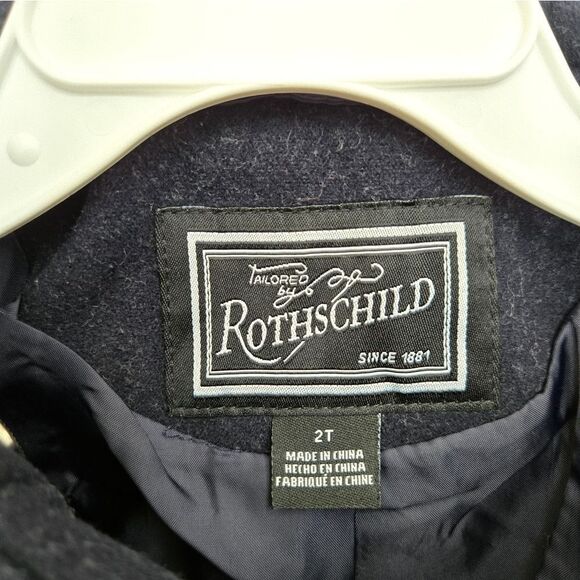 TAILORED
by
ROTHSCHILD
SINCE 1881
2T
MADE IN CHINA
HECHO EN CHINA
FABRIQUÉ EN CHINE